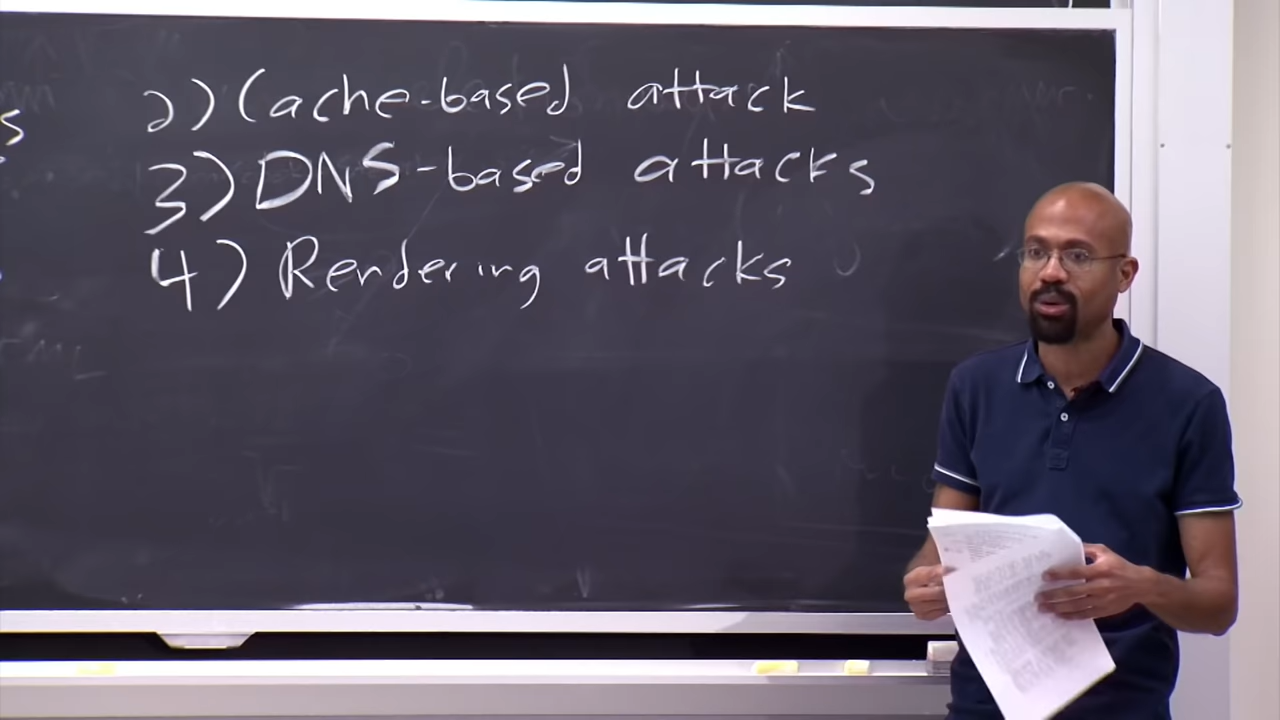 2) Cache-based attack
3) DNS-based attacks
4) Rendering attacks